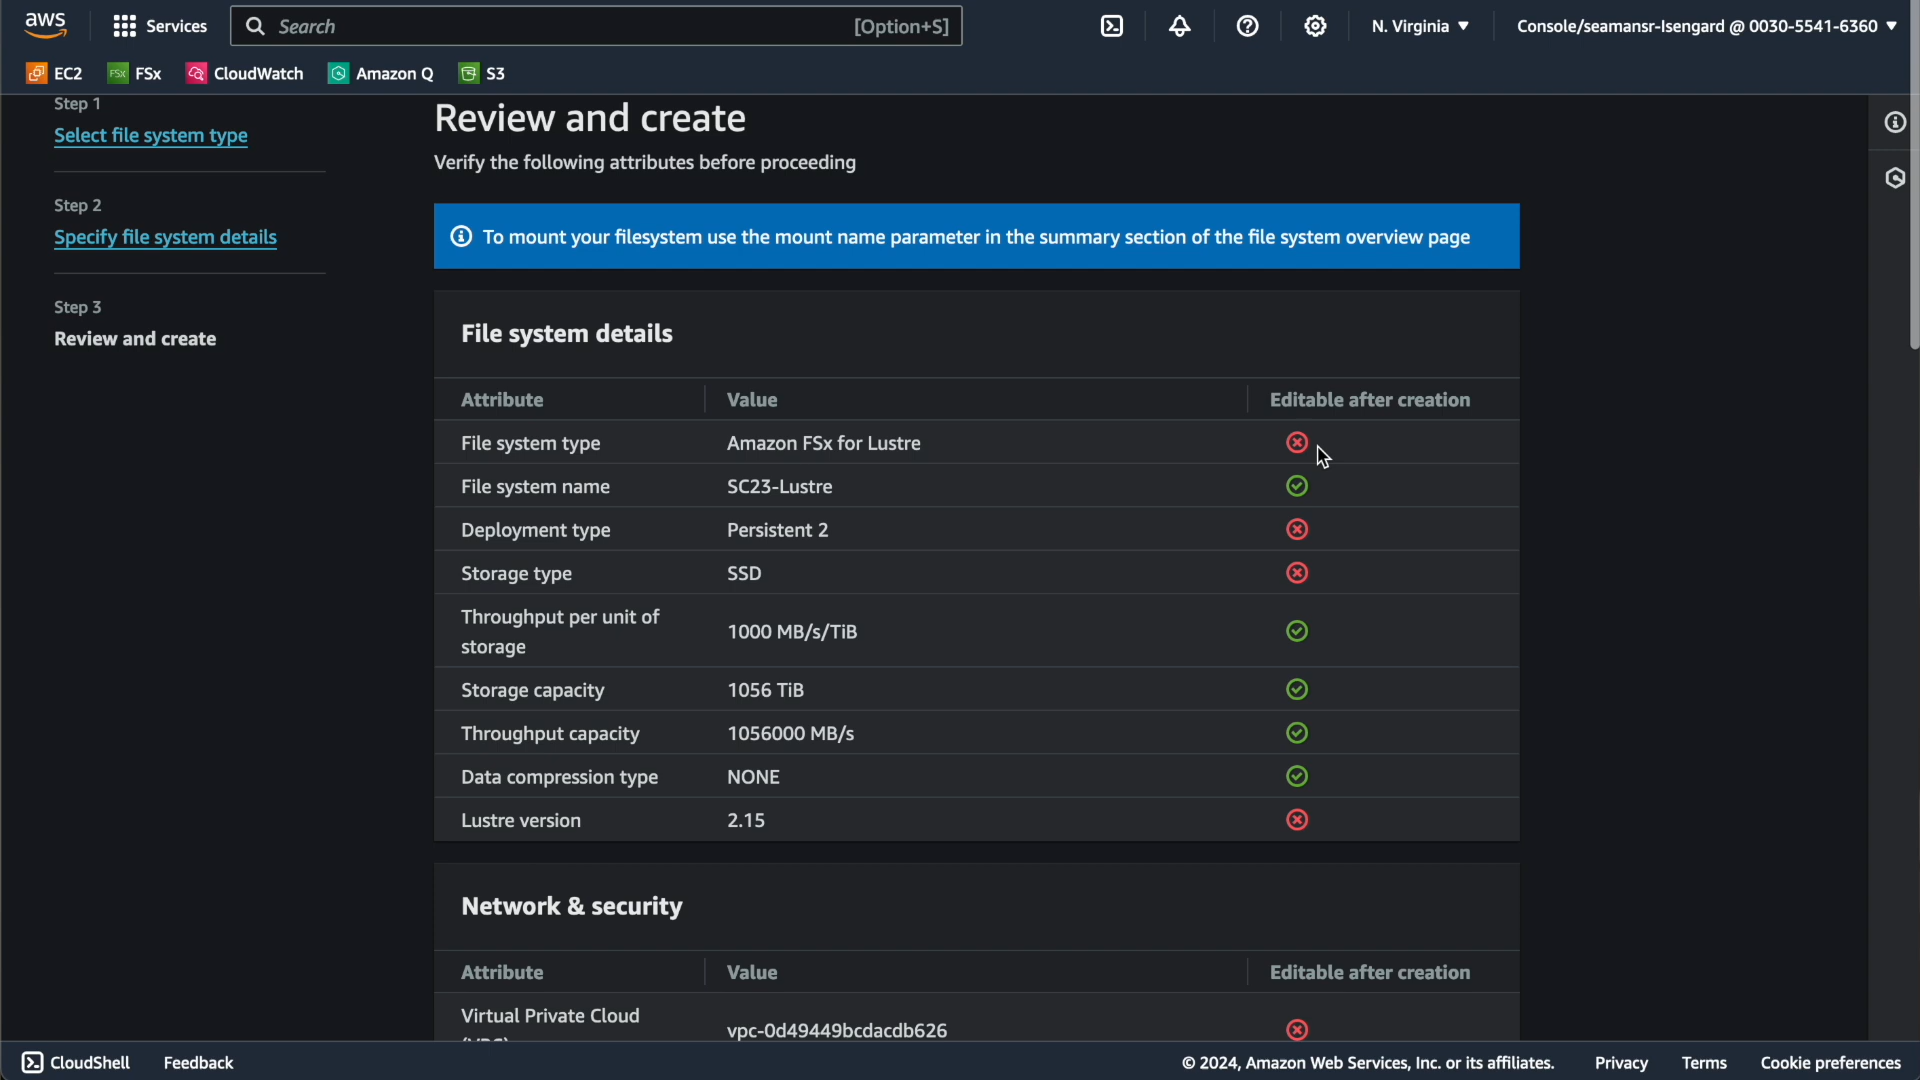 aws
Services
Search [Option+S]
N. Virginia
Console/seamansr-Isengard @ 0030-5541-6360
EC2
FSx FSx
CloudWatch
Amazon Q
S3
Step 1
Select file system type
Step 2
Specify file system details
Step 3
Review and create
Review and create
Verify the following attributes before proceeding
To mount your filesystem use the mount name parameter in the summary section of the file system overview page
File system details
Attribute Value Editable after creation
File system type Amazon FSx for Lustre
File system name SC23-Lustre
Deployment type Persistent 2
Storage type SSD
Throughput per unit of
storage 1000 MB/s/TiB
Storage capacity 1056 TiB
Throughput capacity 1056000 MB/s
Data compression type NONE
Lustre version 2.15
Network & security
Attribute Value Editable after creation
Virtual Private Cloud
(VPC) vpc-0d49449bcdacdb626
CloudShell Feedback © 2024, Amazon Web Services, Inc. or its affiliates. Privacy Terms Cookie preferences